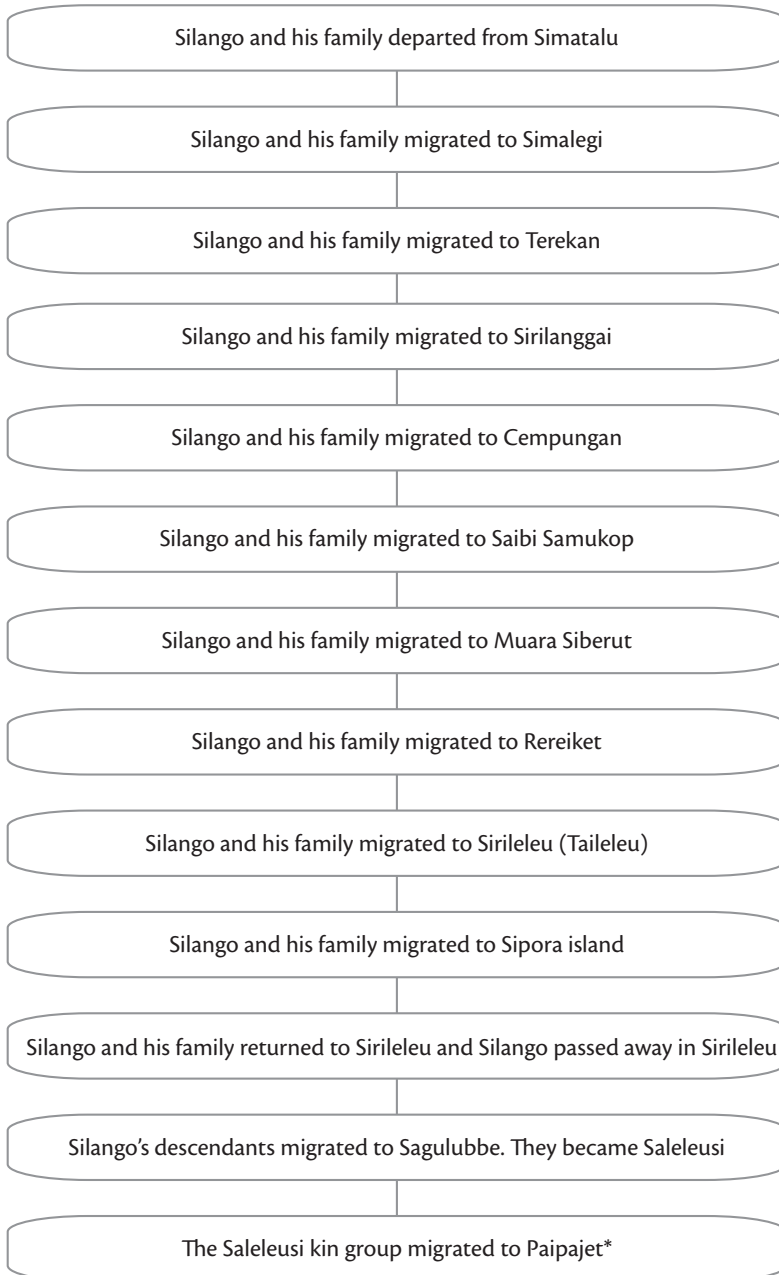 Silango and his family departed from Simatalu
Silango and his family migrated to Simalegi
Silango and his family migrated to Terekan
Silango and his family migrated to Sirilanggai
Silango and his family migrated to Cempungan
Silango and his family migrated to Saibi Samukop
Silango and his family migrated to Muara Siberut
Silango and his family migrated to Rereiket
Silango and his family migrated to Sirileleu (Taileleu)
Silango and his family migrated to Sipora island
Silango and his family returned to Sirileleu and Silango passed away in Sirileleu
Silango’s descendants migrated to Sagulubbe. They became Saleleusi
The Saleleusi kin group migrated to Paipajet*